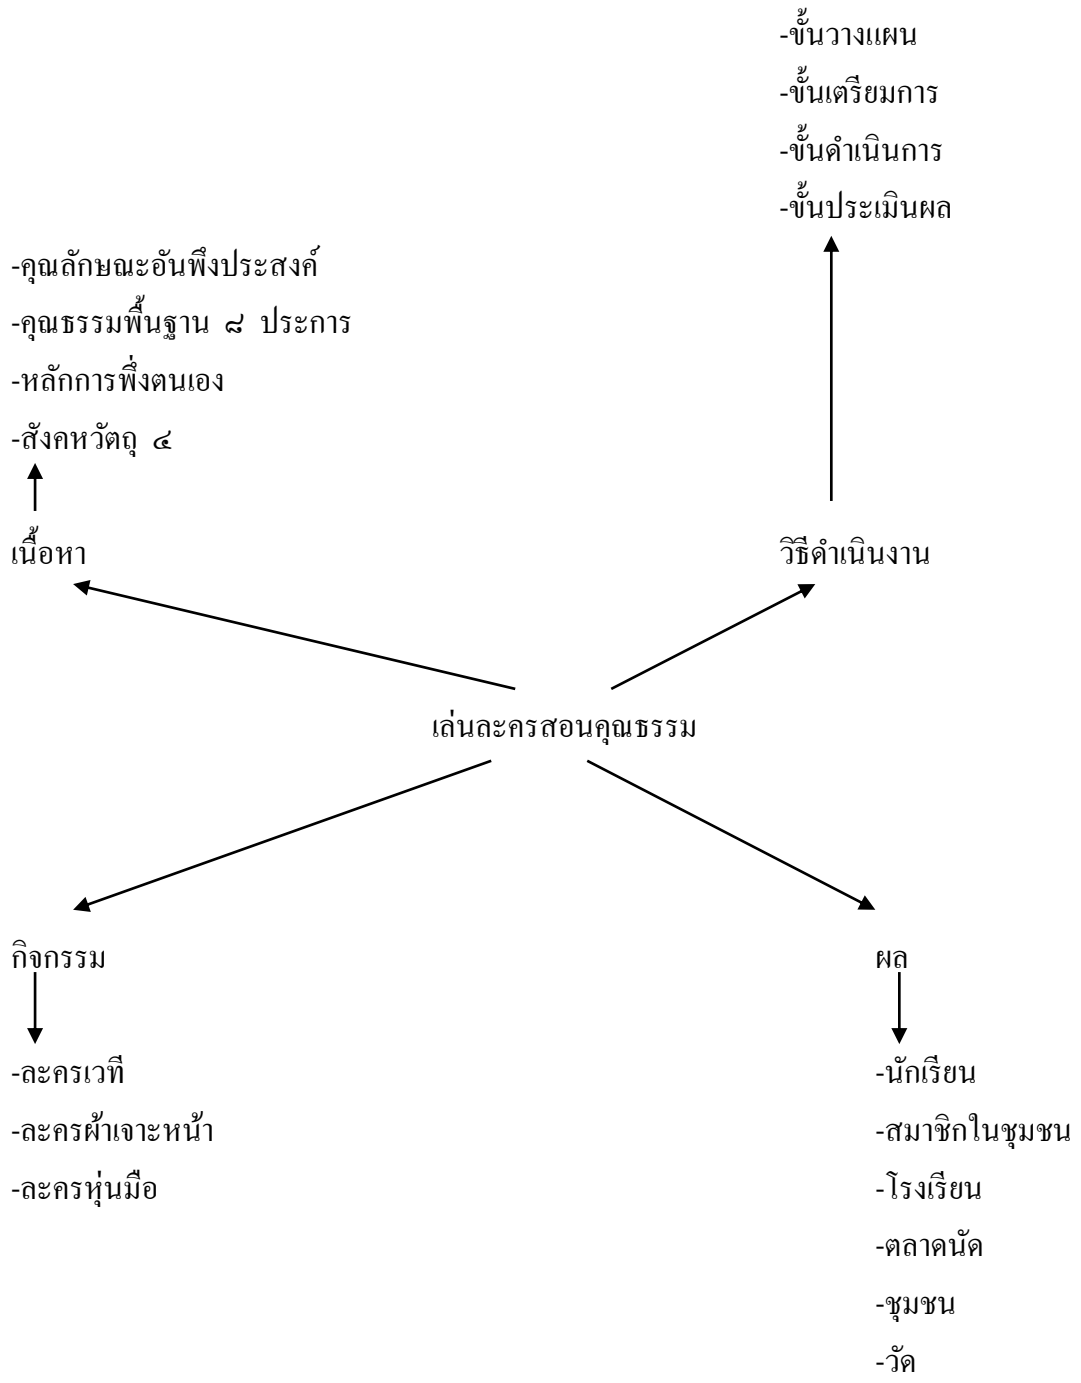 -ขั้นวางแผน
-ขั้นเตรียมการ
-ขั้นดำเนินการ
-ขั้นประเมินผล
-คุณลักษณะอันพึงประสงค์
-คุณธรรมพื้นฐาน ๘ ประการ
-หลักการพึ่งตนเอง
-สังคหวัตถุ ๔
เนื้อหา
วิธีดำเนินงาน
เล่นละครสอนคุณธรรม
กิจกรรม
ผล
-ละครเวที
-นักเรียน
-ละครผ้าเจาะหน้า
-สมาชิกในชุมชน
-ละครหุ่นมือ
-โรงเรียน
-ตลาดนัด
-ชุมชน
-วัด